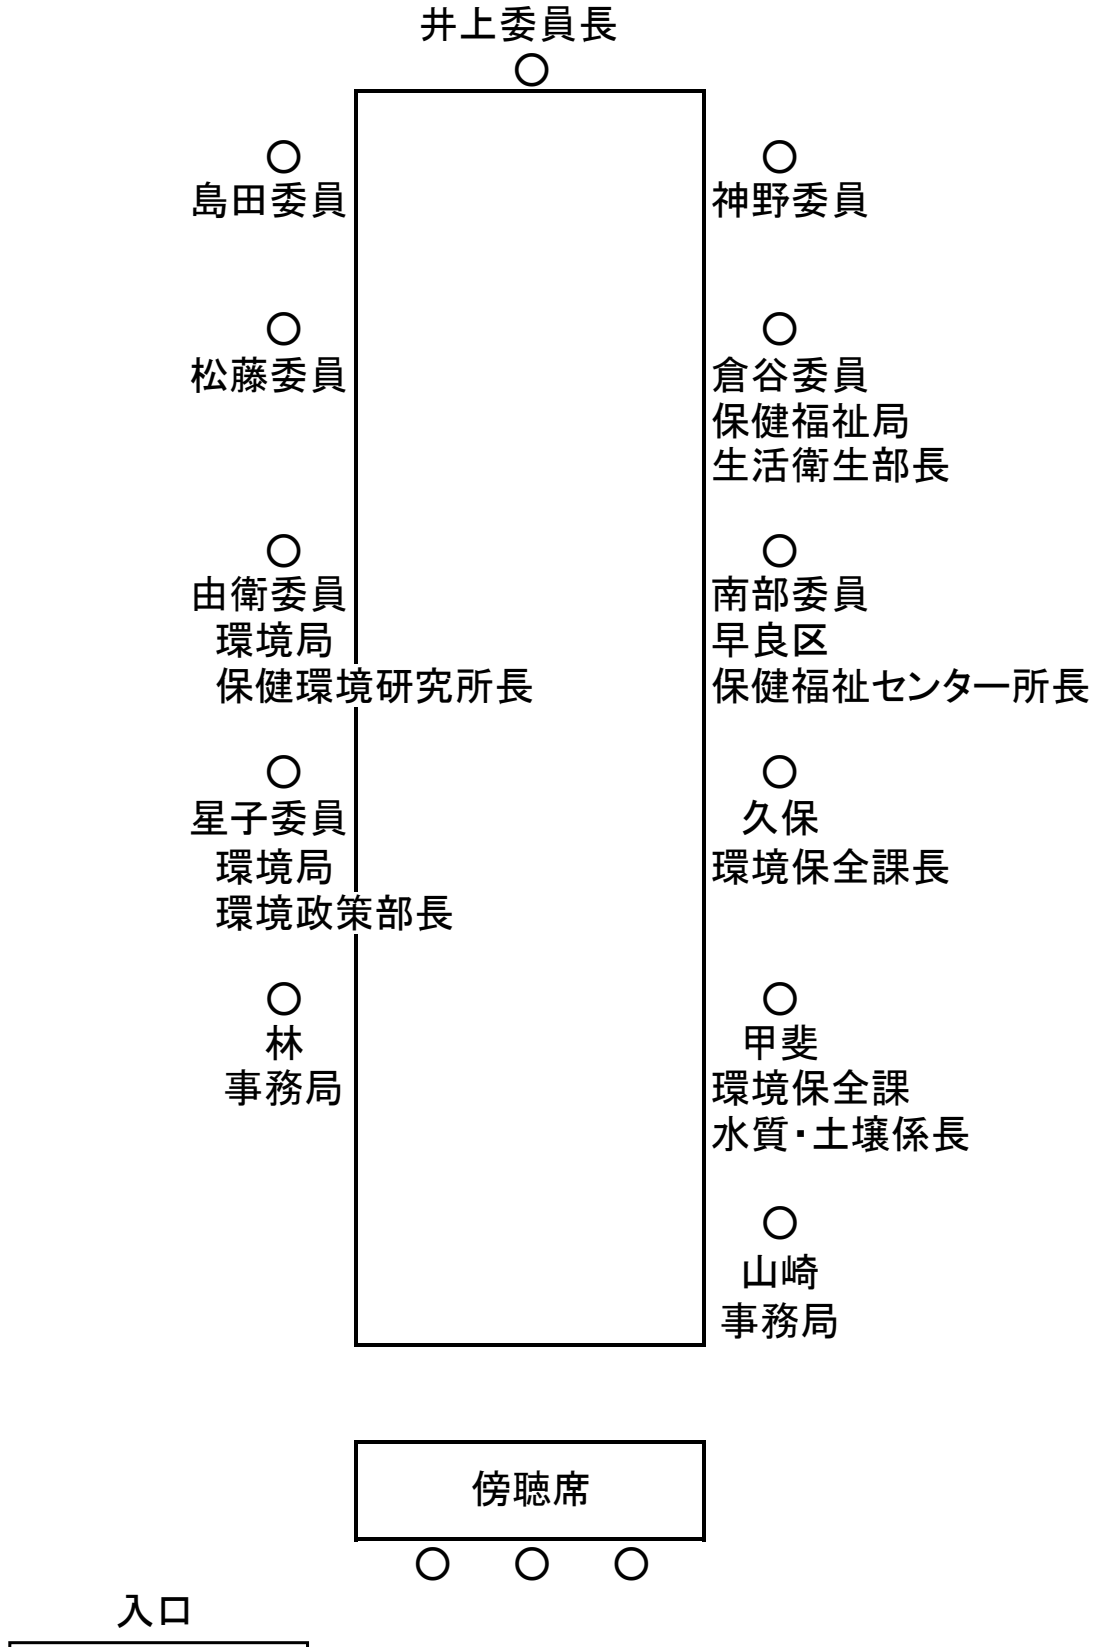 井上委員長
島田委員
神野委員
松藤委員
倉谷委員
保健福祉局
生活衛生部長
由衛委員
環境局
保健環境研究所長
南部委員
早良区
保健福祉センター所長
星子委員
環境局
環境政策部長
久保
環境保全課長
林
事務局
甲斐
環境保全課
水質・土壌係長
山崎
事務局
傍聴席
入口